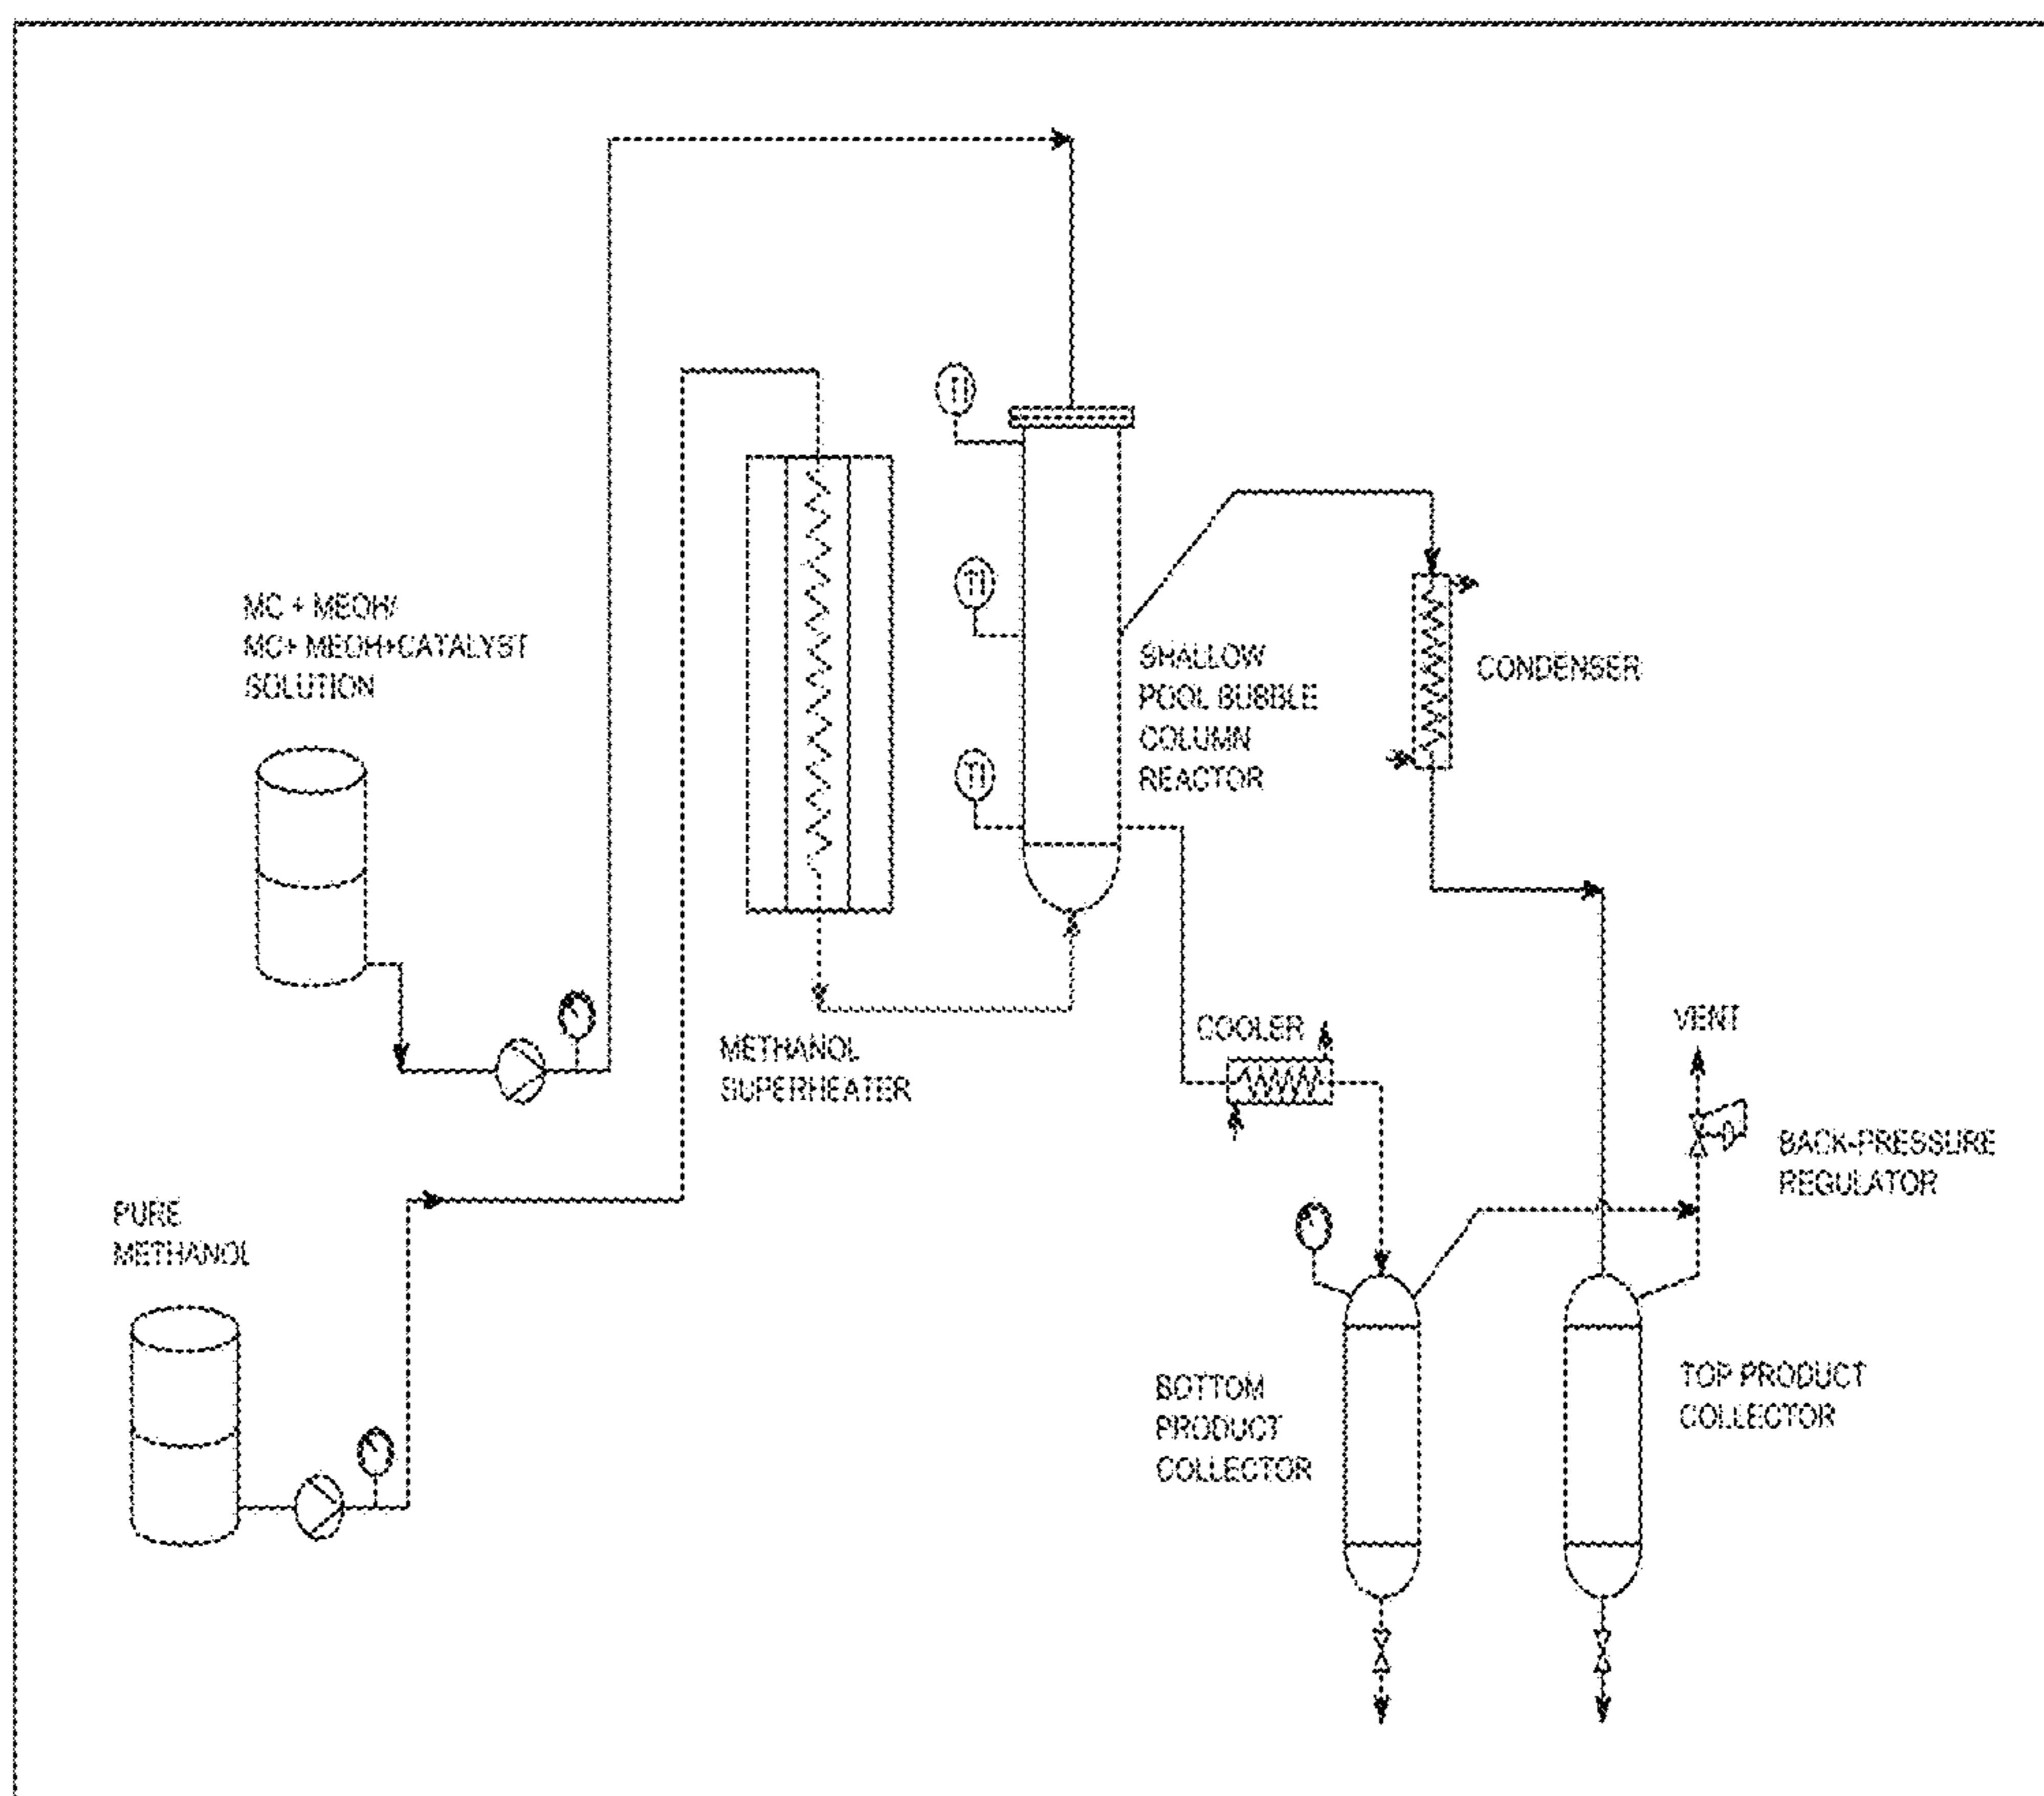 TI
MC + MEOH/
MC+ MEOH+CATALYST
SOLUTION
TI
SHALLOW
POOL BUBBLE
COLUMN
REACTOR
CONDENSER
TI
METHANOL
SUPERHEATER
COOLER
VENT
BACK-PRESSURE
REGULATOR
PURE
METHANOL
BOTTOM
PRODUCT
COLLECTOR
TOP PRODUCT
COLLECTOR